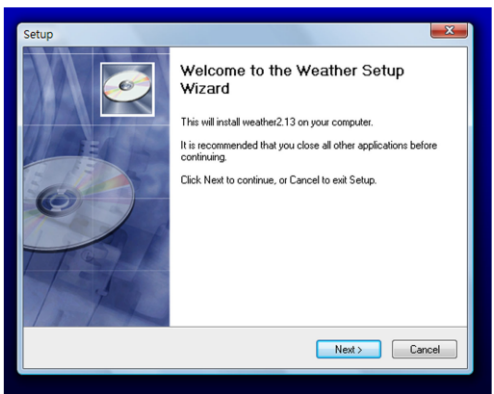 Setup
Welcome to the Weather Setup
Wizard
This will install weather2.13 on your computer.
It is recommended that you close all other applications before
continuing.
Click Next to continue, or Cancel to exit Setup.
Next >
Cancel